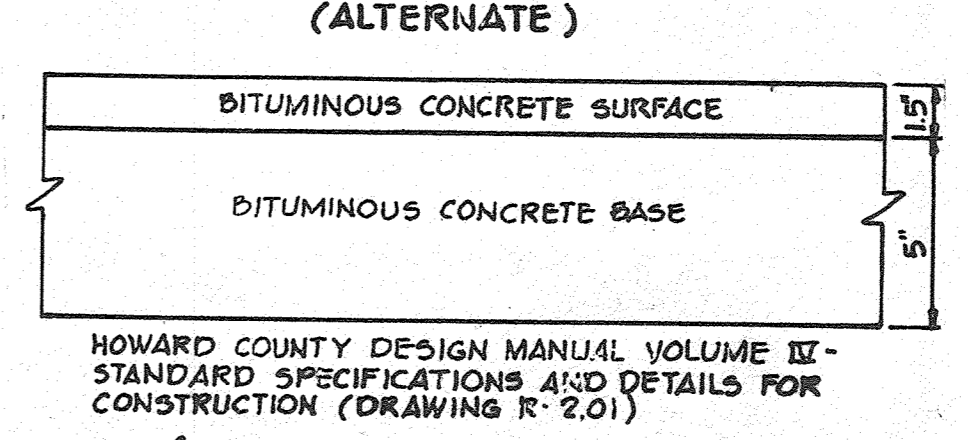 (ALTERNATE)
BITUMINOUS CONCRETE SURFACE
1.5"
BITUMINOUS CONCRETE BASE
5"
HOWARD COUNTY DESIGN MANUAL VOLUME IV-
STANDARD SPECIFICATIONS AND DETAILS FOR
CONSTRUCTION (DRAWING R-2.01)